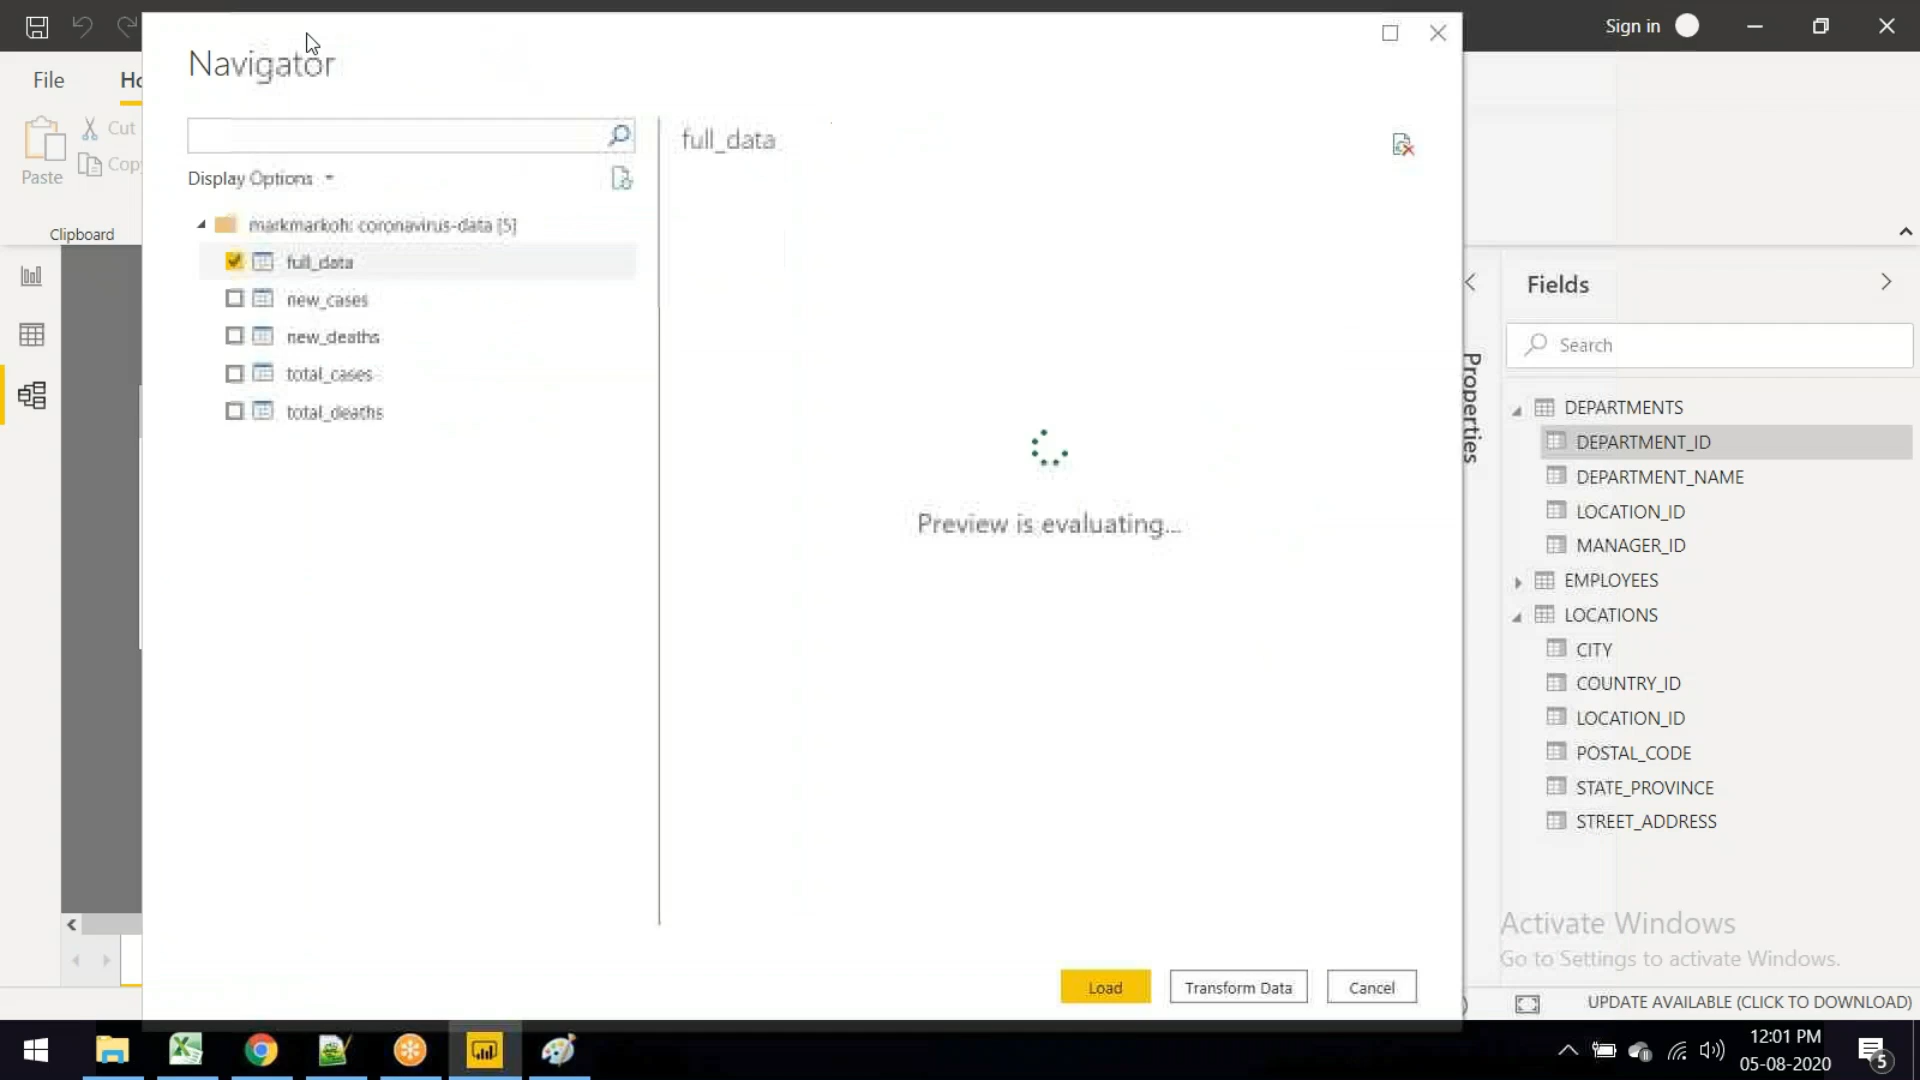 Sign in
File
Ho
Navigator
Cut
Copy
Paste
Clipboard
Display Options
markmarkoh: coronavirus-data [5]
full_data
new_cases
new_deaths
total_cases
total_deaths
full_data
Preview is evaluating...
Load
Transform Data
Cancel
Properties
Fields
Search
DEPARTMENTS
DEPARTMENT_ID
DEPARTMENT_NAME
LOCATION_ID
MANAGER_ID
EMPLOYEES
LOCATIONS
CITY
COUNTRY_ID
LOCATION_ID
POSTAL_CODE
STATE_PROVINCE
STREET_ADDRESS
Activate Windows
Go to Settings to activate Windows.
UPDATE AVAILABLE (CLICK TO DOWNLOAD)
12:01 PM
05-08-2020
5